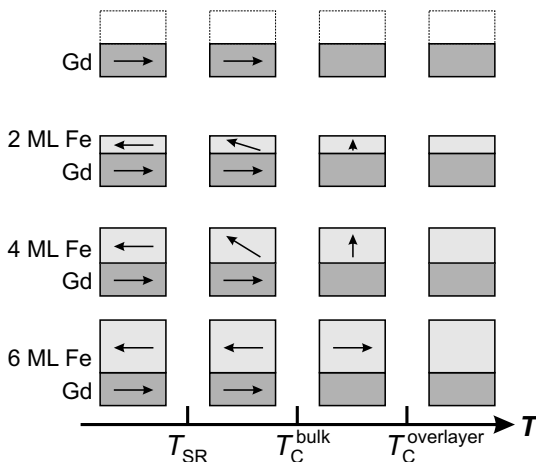 Gd
2 ML Fe
Gd
4 ML Fe
Gd
6 ML Fe
Gd
T
T_SR T_C^bulk T_C^overlayer